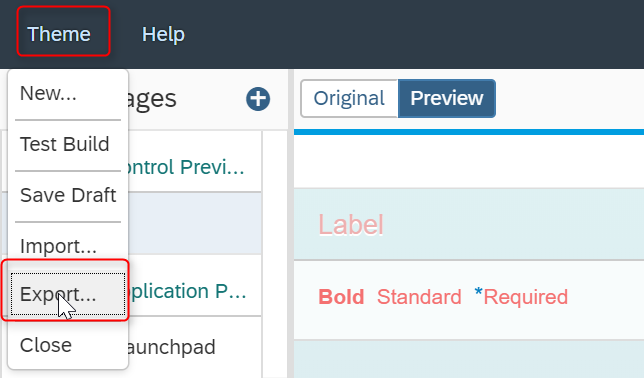 Theme Help
New...
ages
Original Preview
Test Build
ontrol Previ...
Save Draft
Label
Import...
Export...
plication P...
Bold Standard *Required
Close
aunchpad